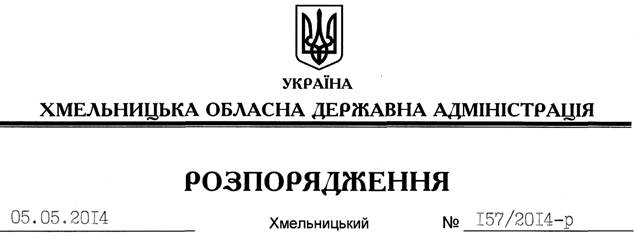 УКРАЇНА
ХМЕЛЬНИЦЬКА ОБЛАСНА ДЕРЖАВНА АДМІНІСТРАЦІЯ
РОЗПОРЯДЖЕННЯ
05.05.2014 Хмельницький № 157/2014-р